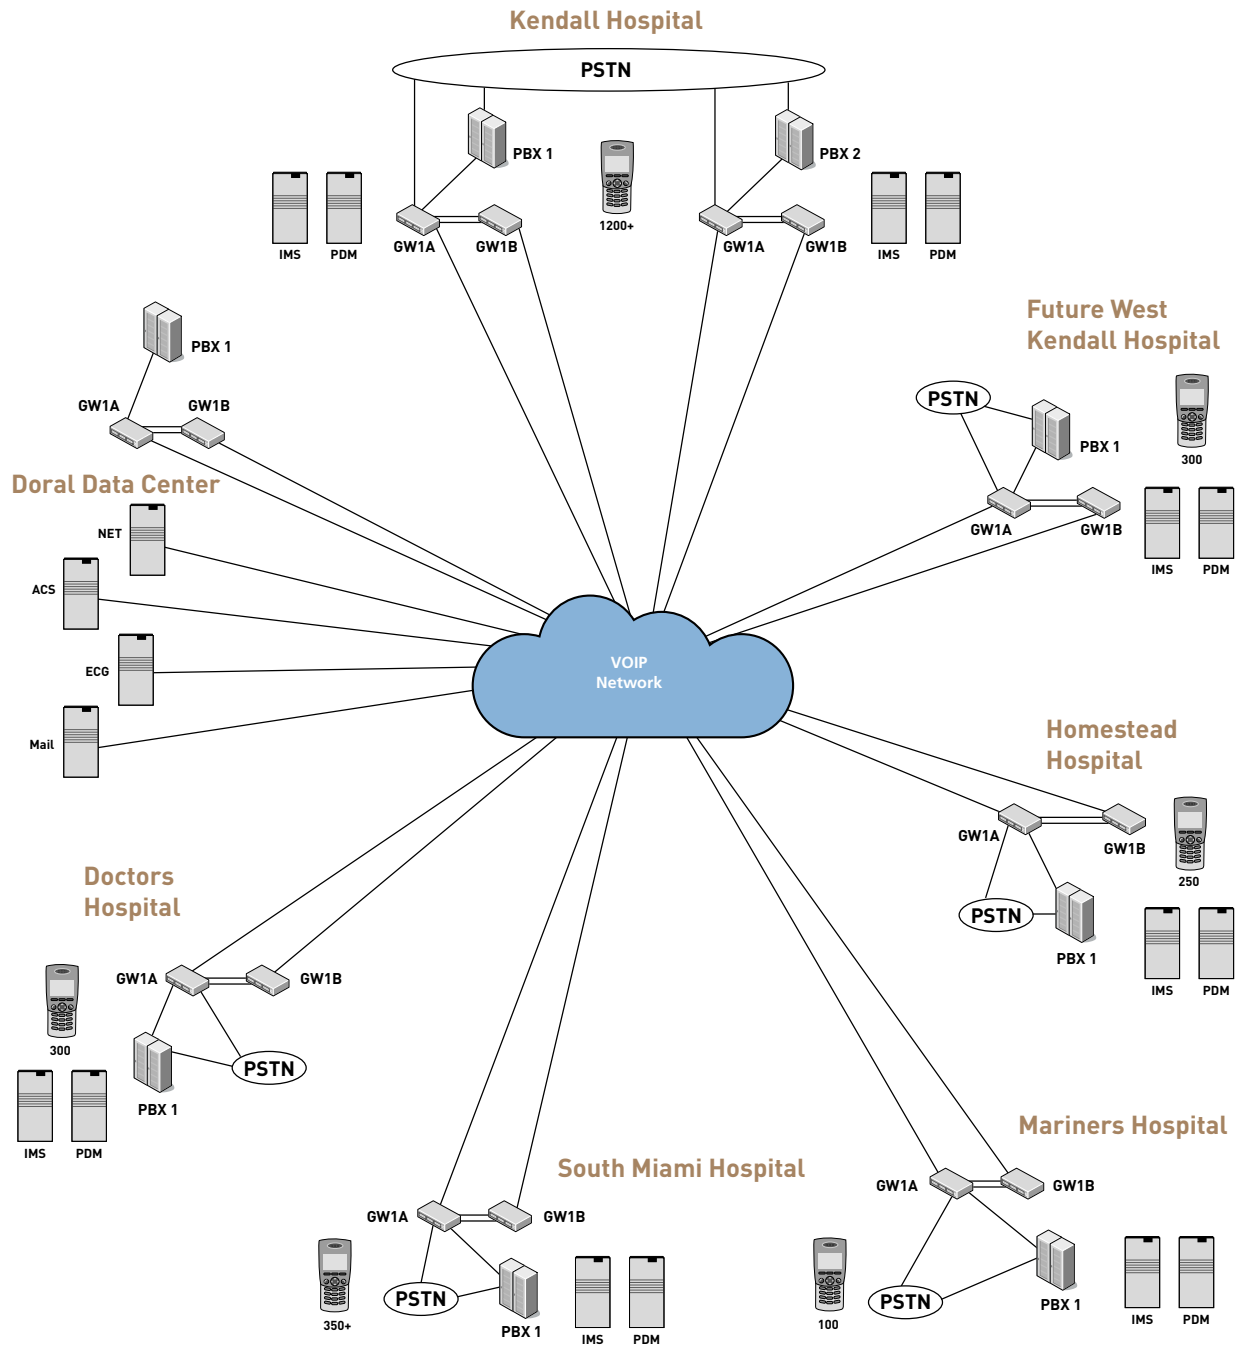 Kendall Hospital
PSTN
PBX 1
PBX 2
1200+
GW1A
GW1B
GW1A
GW1B
IMS
PDM
IMS
PDM
Future West
Kendall Hospital
PSTN
PBX 1
300
GW1A
GW1B
IMS
PDM
PBX 1
GW1A
GW1B
Doral Data Center
NET
ACS
ECG
Mail
VOIP
Network
Homestead
Hospital
GW1A
GW1B
250
PSTN
PBX 1
IMS
PDM
Doctors
Hospital
GW1A
GW1B
300
PSTN
PBX 1
IMS
PDM
South Miami Hospital
GW1A
GW1B
PSTN
350+
PBX 1
IMS
PDM
Mariners Hospital
GW1A
GW1B
PSTN
100
PBX 1
IMS
PDM